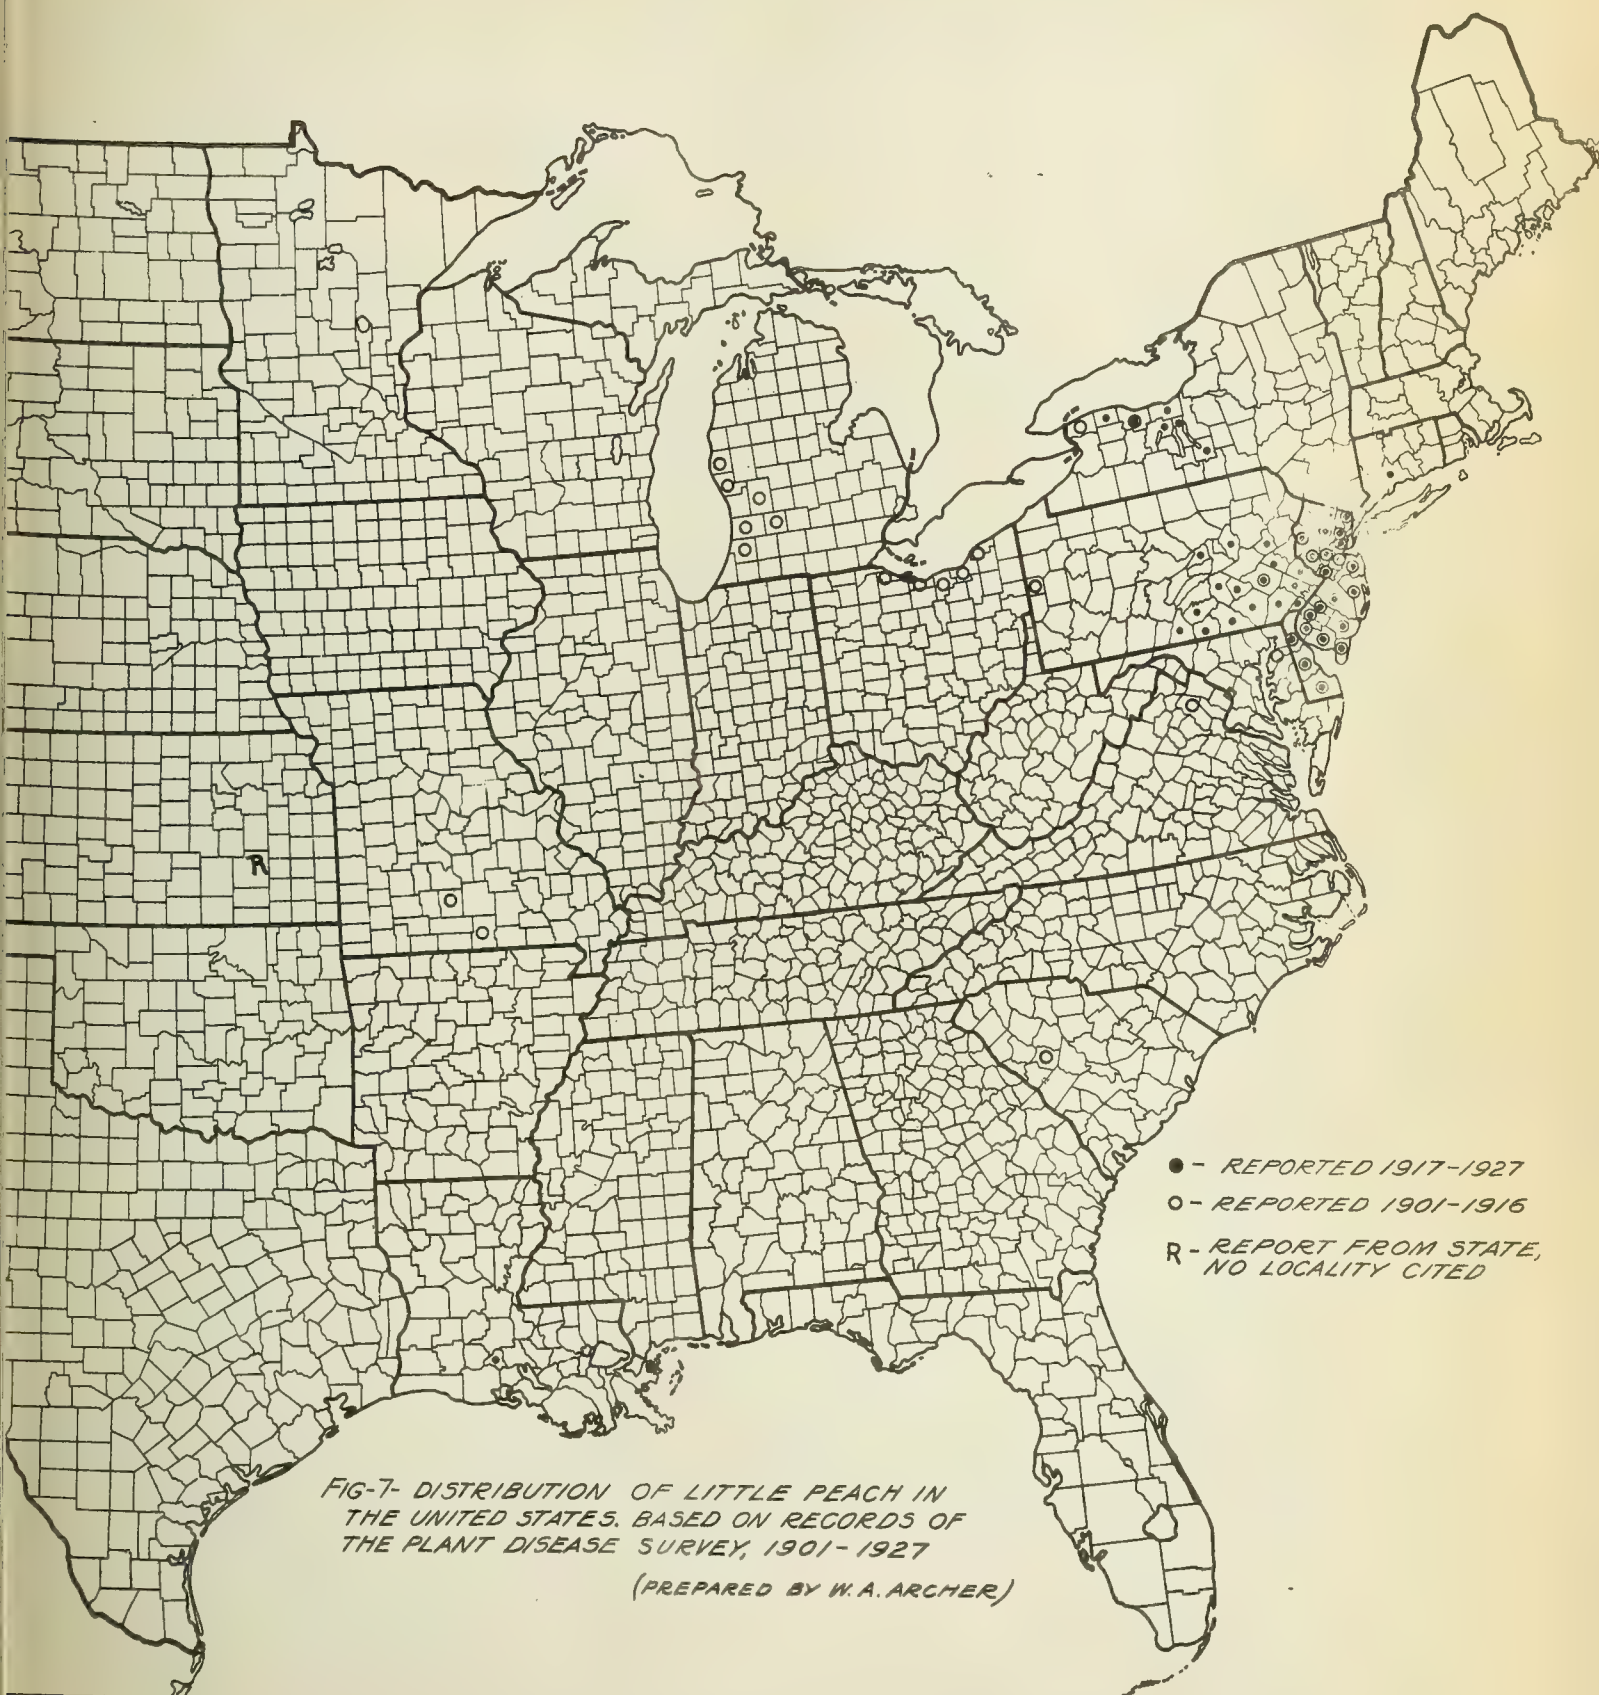 R
● - REPORTED 1917-1927
○ - REPORTED 1901-1916
R - REPORT FROM STATE,
NO LOCALITY CITED
FIG-7- DISTRIBUTION OF LITTLE PEACH IN
THE UNITED STATES. BASED ON RECORDS OF
THE PLANT DISEASE SURVEY, 1901-1927
(PREPARED BY W. A. ARCHER)